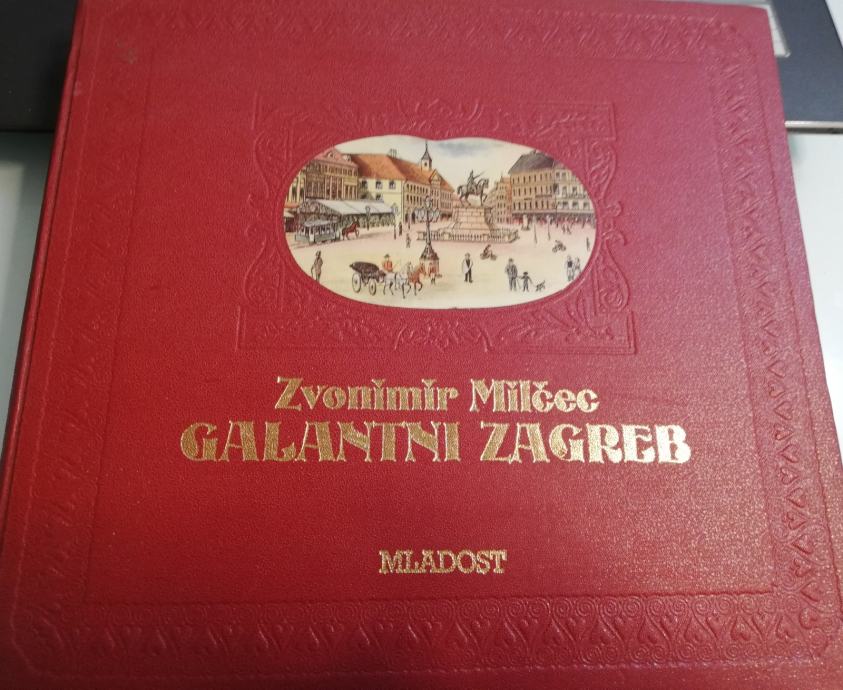 Zvonimir Milčec
GALANTNI ZAGREB
MLADOST